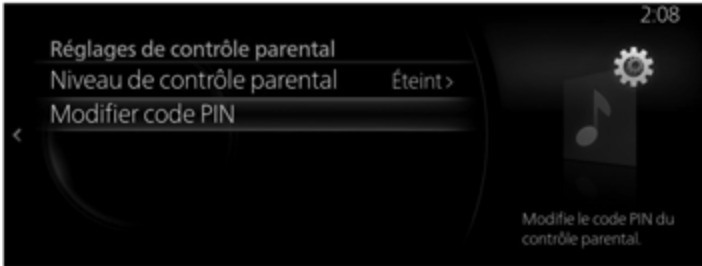 2:08
Réglages de contrôle parental
Niveau de contrôle parental Éteint >
Modifier code PIN
<
Modifie le code PIN du
contrôle parental.